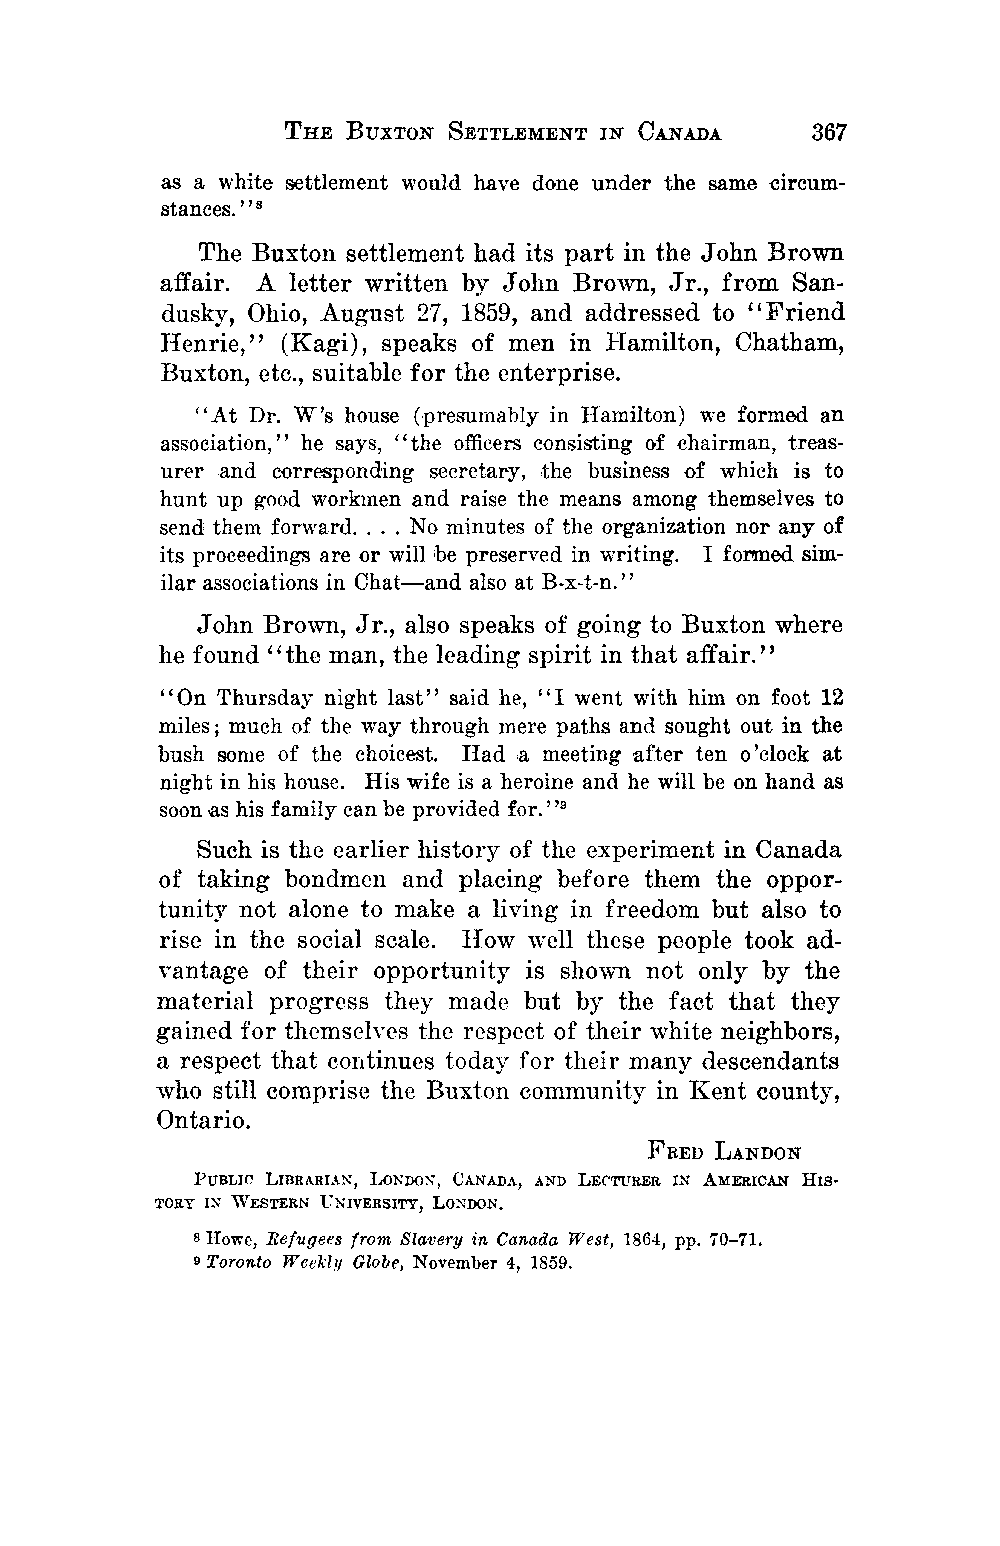 THE BUXTON SETTLEMENT IN CANADA 367
as a white settlement would have done under the same circum-
stances.''⁸
The Buxton settlement had its part in the John Brown
affair. A letter written by John Brown, Jr., from San-
dusky, Ohio, August 27, 1859, and addressed to ''Friend
Henrie,'' (Kagi), speaks of men in Hamilton, Chatham,
Buxton, etc., suitable for the enterprise.
''At Dr. W's house (presumably in Hamilton) we formed an
association,'' he says, ''the officers consisting of chairman, treas-
urer and corresponding secretary, the business of which is to
hunt up good workmen and raise the means among themselves to
send them forward. . . . No minutes of the organization nor any of
its proceedings are or will be preserved in writing. I formed sim-
ilar associations in Chat—and also at B-x-t-n.''
John Brown, Jr., also speaks of going to Buxton where
he found ''the man, the leading spirit in that affair.''
''On Thursday night last'' said he, ''I went with him on foot 12
miles; much of the way through mere paths and sought out in the
bush some of the choicest. Had a meeting after ten o'clock at
night in his house. His wife is a heroine and he will be on hand as
soon as his family can be provided for.''⁹
Such is the earlier history of the experiment in Canada
of taking bondmen and placing before them the oppor-
tunity not alone to make a living in freedom but also to
rise in the social scale. How well these people took ad-
vantage of their opportunity is shown not only by the
material progress they made but by the fact that they
gained for themselves the respect of their white neighbors,
a respect that continues today for their many descendants
who still comprise the Buxton community in Kent county,
Ontario.
FRED LANDON
PUBLIC LIBRARIAN, LONDON, CANADA, AND LECTURER IN AMERICAN HIS-
TORY IN WESTERN UNIVERSITY, LONDON.
⁸ Howe, Refugees from Slavery in Canada West, 1864, pp. 70–71.
⁹ Toronto Weekly Globe, November 4, 1859.